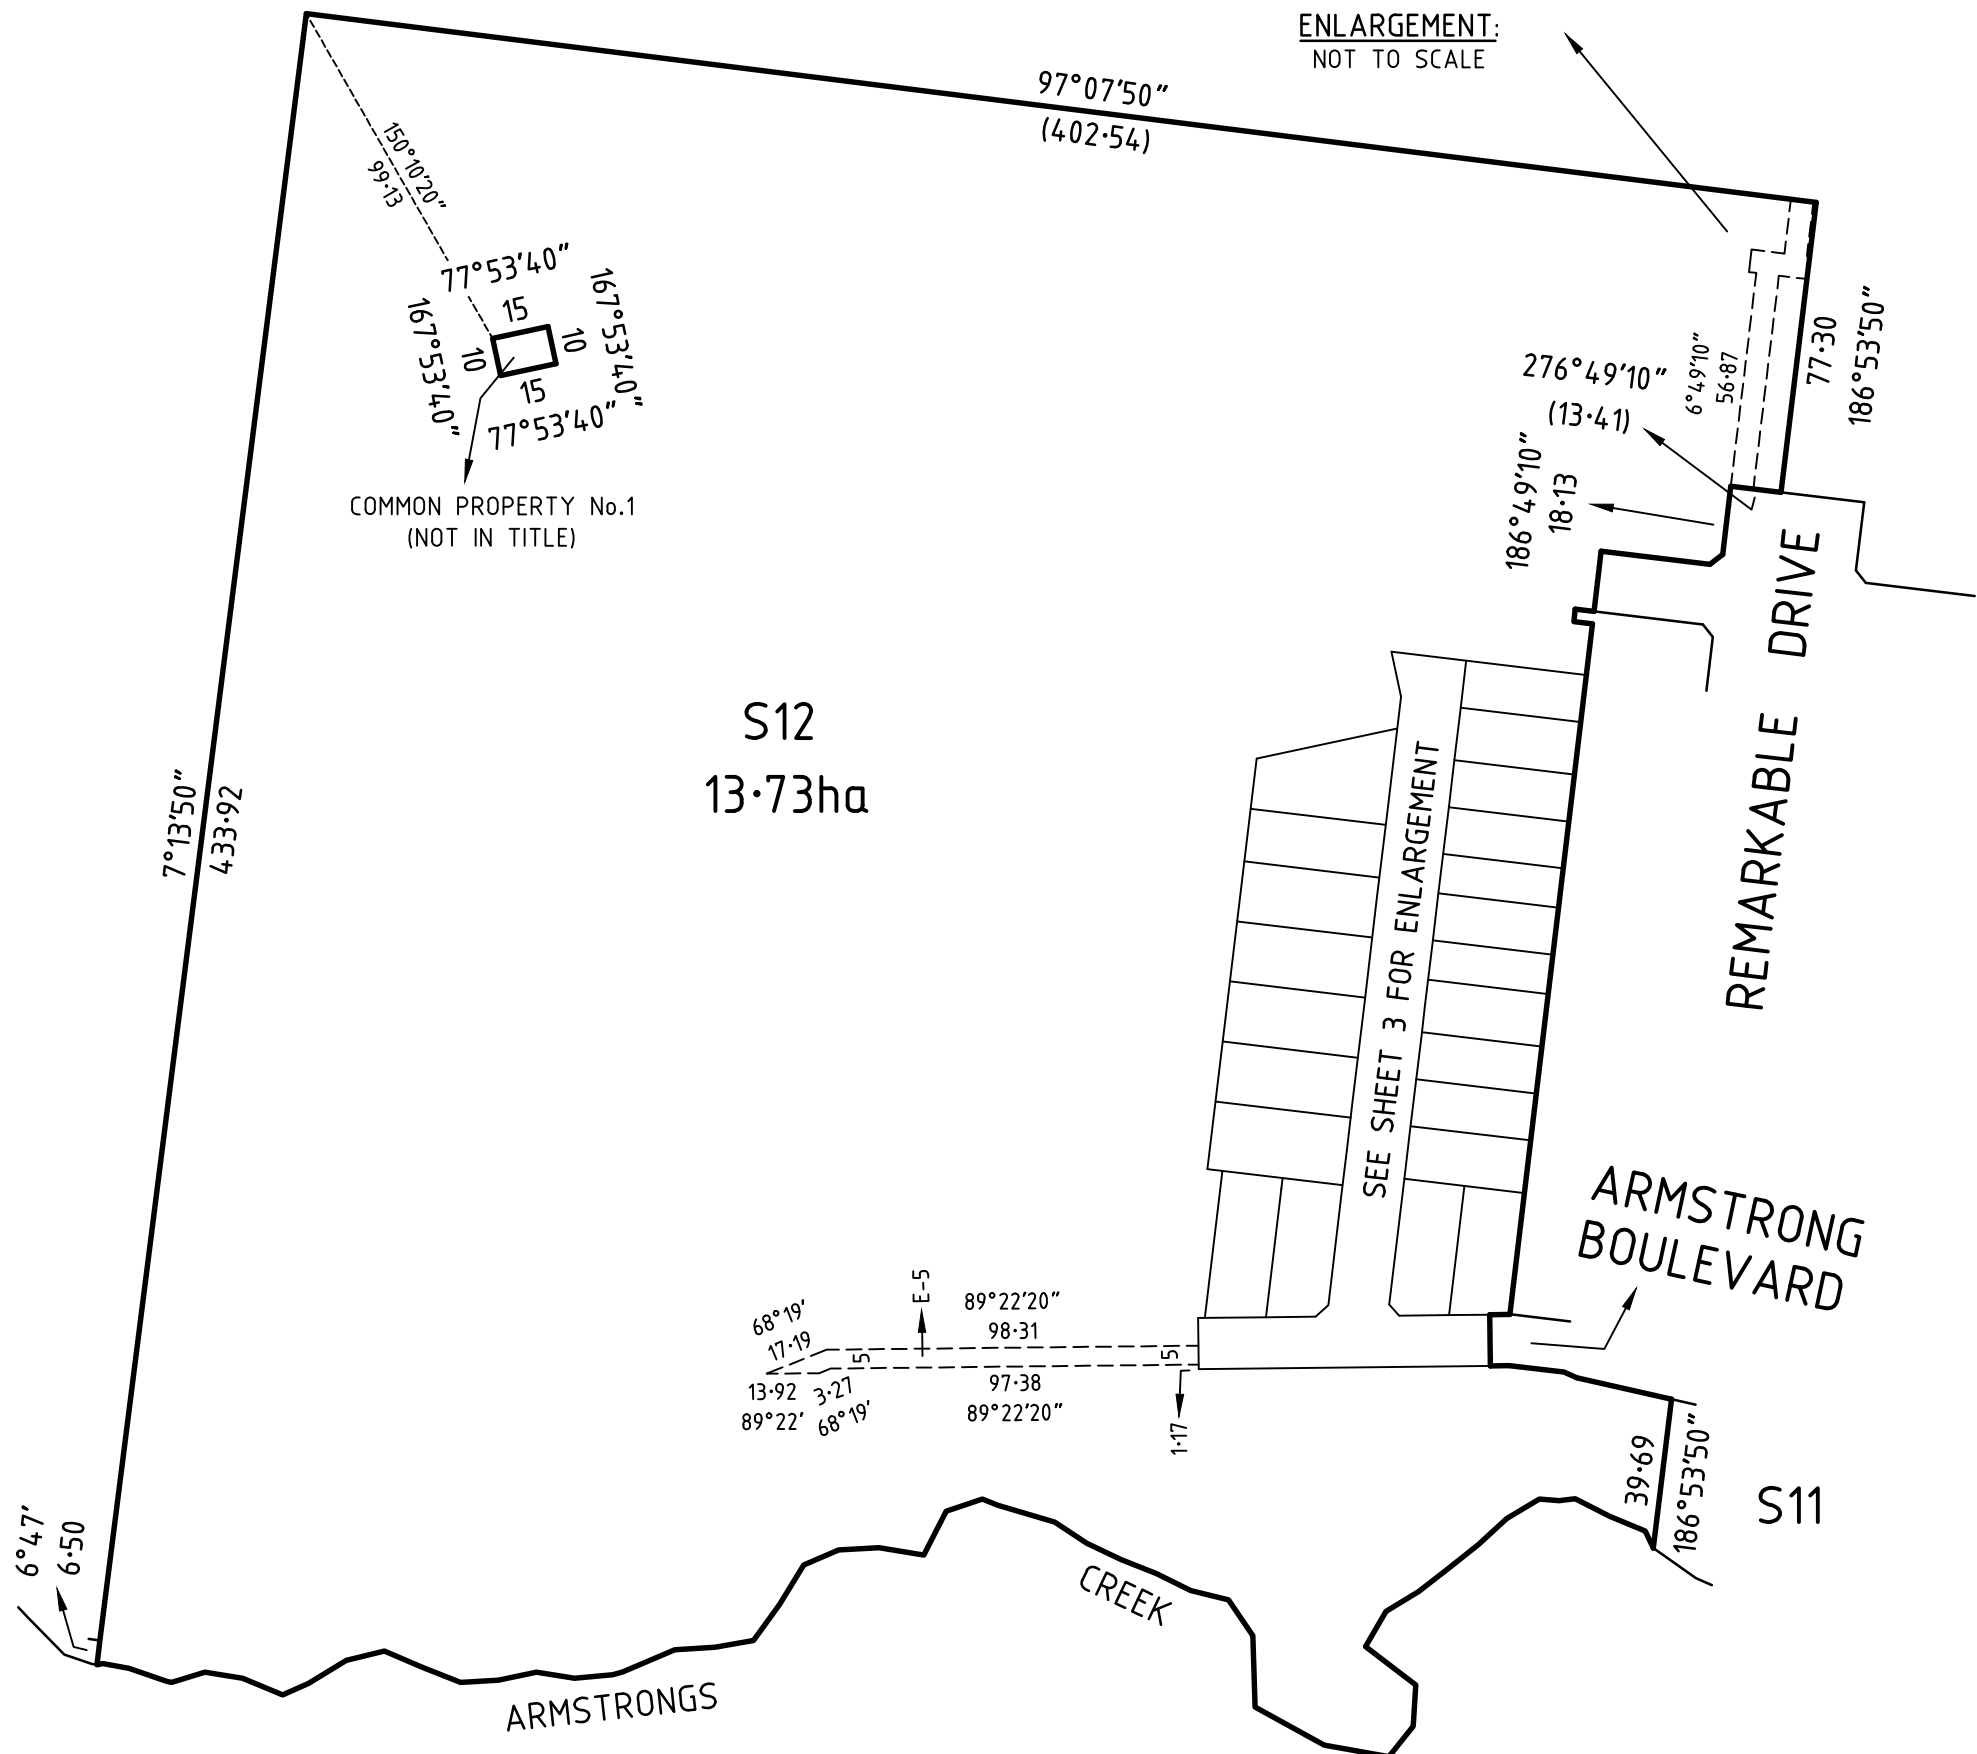 ENLARGEMENT:
NOT TO SCALE
97°07'50"
(402·54)
150°10'20"
99·13
77°53'40"
15
167°53'40"
10
10
167°53'40"
15
77°53'40"
COMMON PROPERTY No.1
(NOT IN TITLE)
276°49'10"
(13·41)
6°49'10"
56·87
77·30
186°53'50"
186°49'10"
18·13
REMARKABLE DRIVE
S12
13·73ha
7°13'50"
433·92
SEE SHEET 3 FOR ENLARGEMENT
ARMSTRONG
BOULEVARD
E-5
89°22'20"
98·31
68°19'
17·19
5
5
13·92
89°22'
3·27
68°19'
97·38
89°22'20"
1·17
39·69
186°53'50"
S11
6°47'
6·50
CREEK
ARMSTRONGS